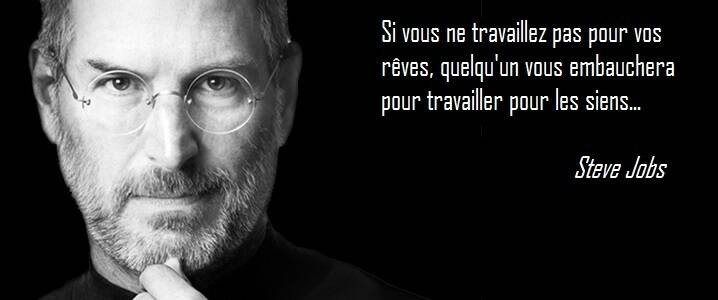 Si vous ne travaillez pas pour vos
rêves, quelqu'un vous embauchera
pour travailler pour les siens...
Steve Jobs